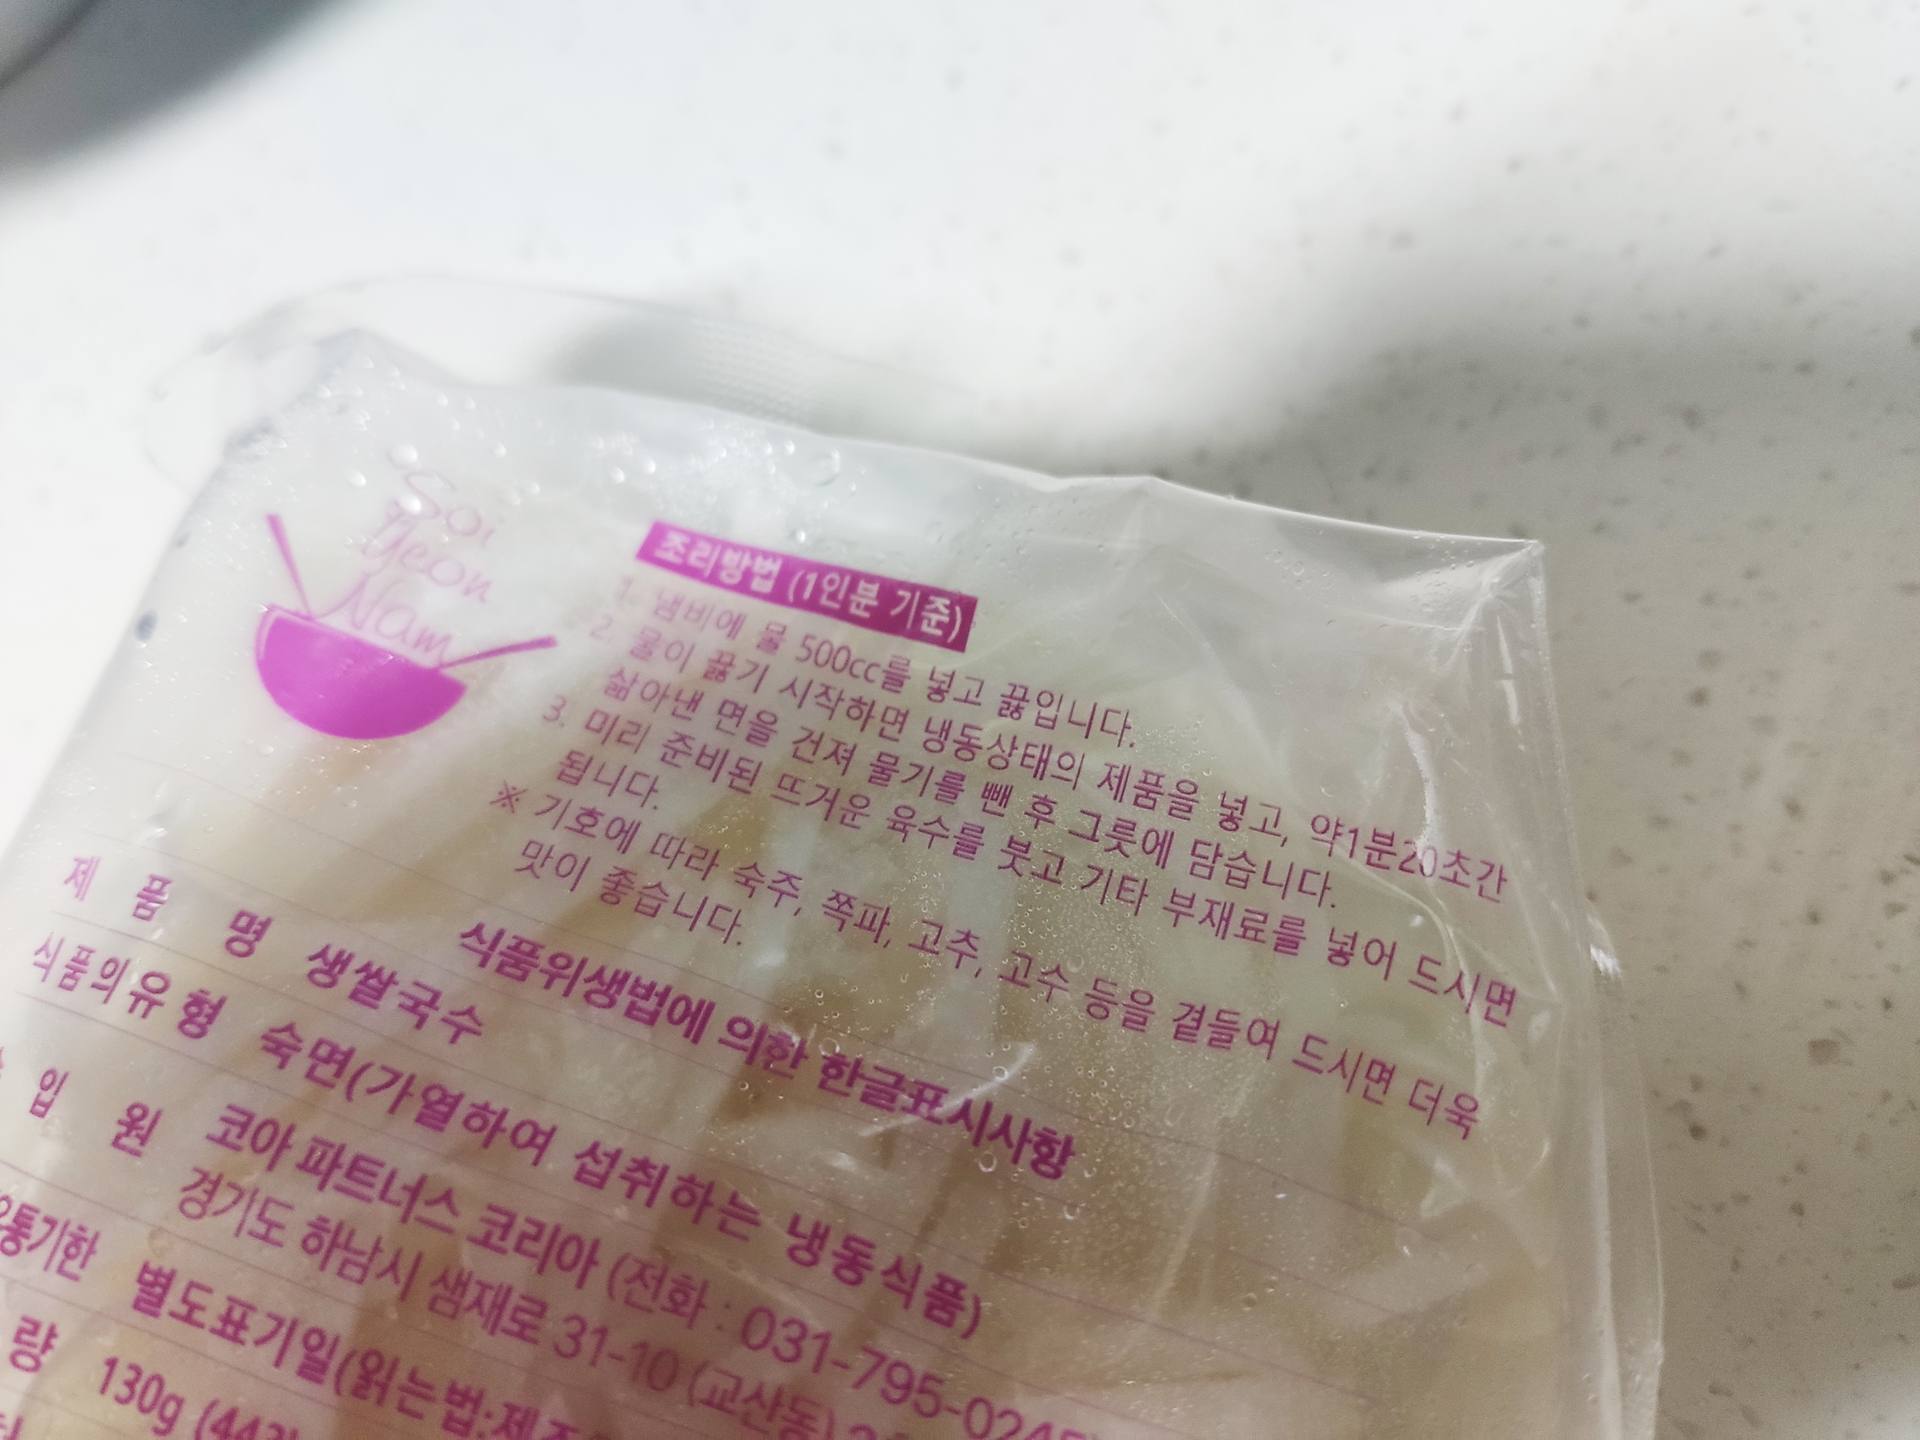 Soi
Yeon
Nam
조리방법 (1인분 기준)
1. 냄비에 물 500cc를 넣고 끓입니다.
2. 물이 끓기 시작하면 냉동상태의 제품을 넣고, 약1분20초간
삶아낸 면을 건져 물기를 뺀 후 그릇에 담습니다.
3. 미리 준비된 뜨거운 육수를 붓고 기타 부재료를 넣어 드시면
됩니다.
※ 기호에 따라 숙주, 쪽파, 고추, 고수 등을 곁들여 드시면 더욱
맛이 좋습니다.
식품위생법에 의한 한글표시사항
제 품 명 생쌀국수
식품의 유형 숙면(가열하여 섭취하는 냉동식품)
입 원 코아 파트너스 코리아 (전화 : 031-795-024
경기도 하남시 샘재로 31-10 (교산동)
통기한 별도표기일(읽는법:제조
량 130g (443